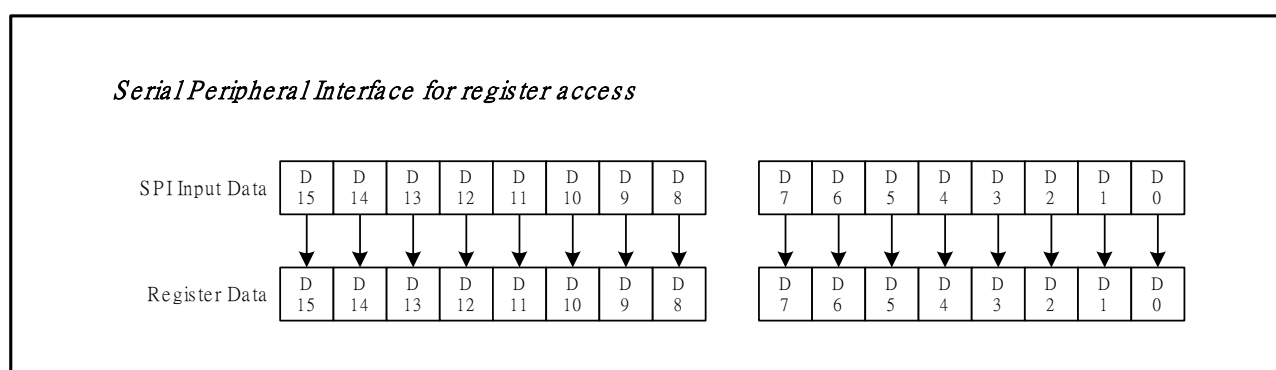 Serial Peripheral Interface for register access
SPI Input Data D 15 D 14 D 13 D 12 D 11 D 10 D 9 D 8 D 7 D 6 D 5 D 4 D 3 D 2 D 1 D 0
Register Data D 15 D 14 D 13 D 12 D 11 D 10 D 9 D 8 D 7 D 6 D 5 D 4 D 3 D 2 D 1 D 0